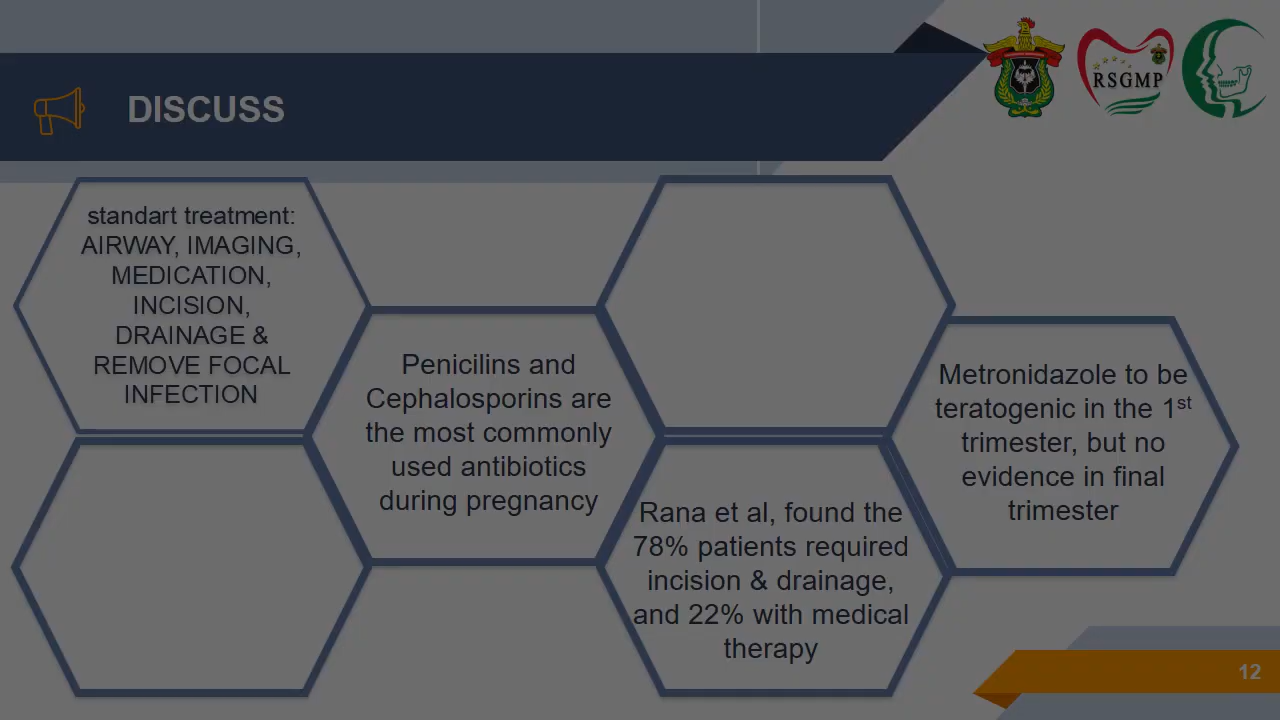 RSGMP
DISCUSS
standart treatment:
AIRWAY, IMAGING,
MEDICATION,
INCISION,
DRAINAGE &
REMOVE FOCAL
INFECTION
Penicilins and
Cephalosporins are
the most commonly
used antibiotics
during pregnancy
Rana et al, found the
78% patients required
incision & drainage,
and 22% with medical
therapy
Metronidazole to be
teratogenic in the 1st
trimester, but no
evidence in final
trimester
12